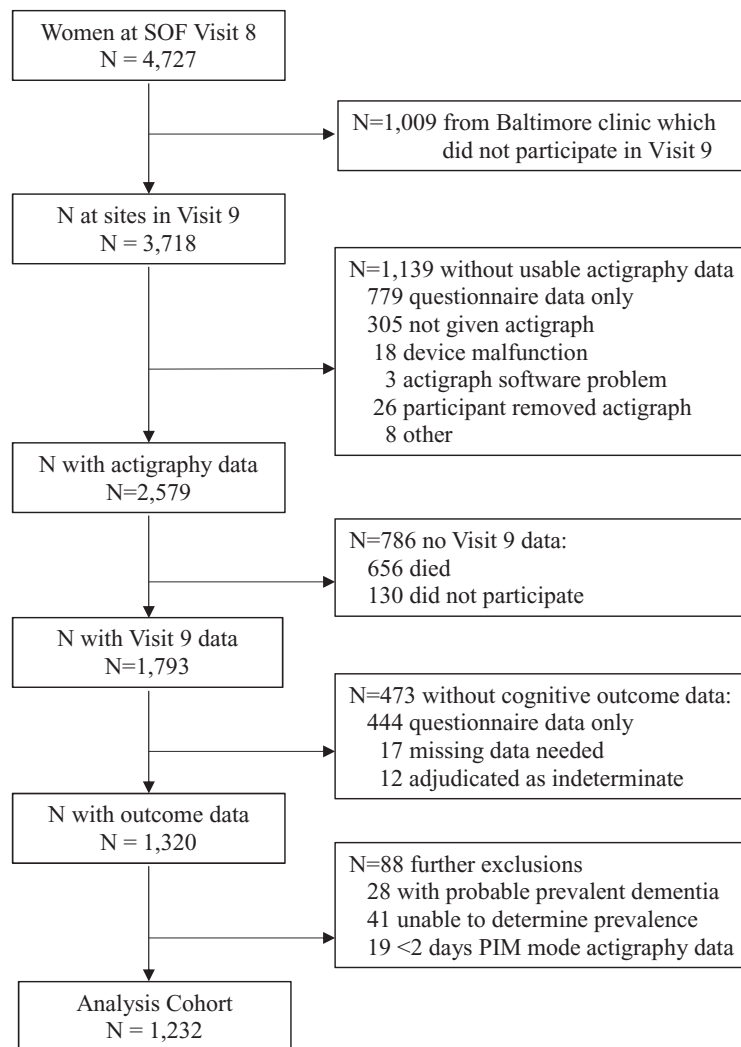 Women at SOF Visit 8
N = 4,727
N=1,009 from Baltimore clinic which
did not participate in Visit 9
N at sites in Visit 9
N = 3,718
N=1,139 without usable actigraphy data
779 questionnaire data only
305 not given actigraph
18 device malfunction
3 actigraph software problem
26 participant removed actigraph
8 other
N with actigraphy data
N=2,579
N=786 no Visit 9 data:
656 died
130 did not participate
N with Visit 9 data
N=1,793
N=473 without cognitive outcome data:
444 questionnaire data only
17 missing data needed
12 adjudicated as indeterminate
N with outcome data
N = 1,320
N=88 further exclusions
28 with probable prevalent dementia
41 unable to determine prevalence
19 <2 days PIM mode actigraphy data
Analysis Cohort
N = 1,232